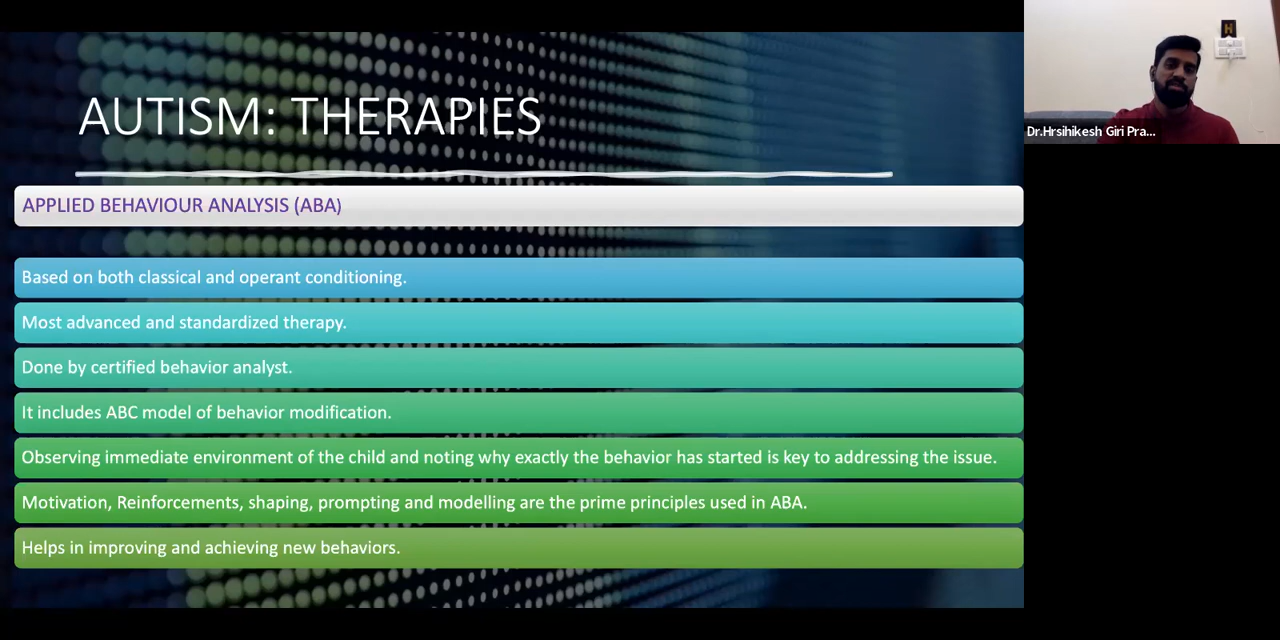 AUTISM: THERAPIES
APPLIED BEHAVIOUR ANALYSIS (ABA)
Based on both classical and operant conditioning.
Most advanced and standardized therapy.
Done by certified behavior analyst.
It includes ABC model of behavior modification.
Observing immediate environment of the child and noting why exactly the behavior has started is key to addressing the issue.
Motivation, Reinforcements, shaping, prompting and modelling are the prime principles used in ABA.
Helps in improving and achieving new behaviors.
H
Dr.Hrsihikesh Giri Pra...